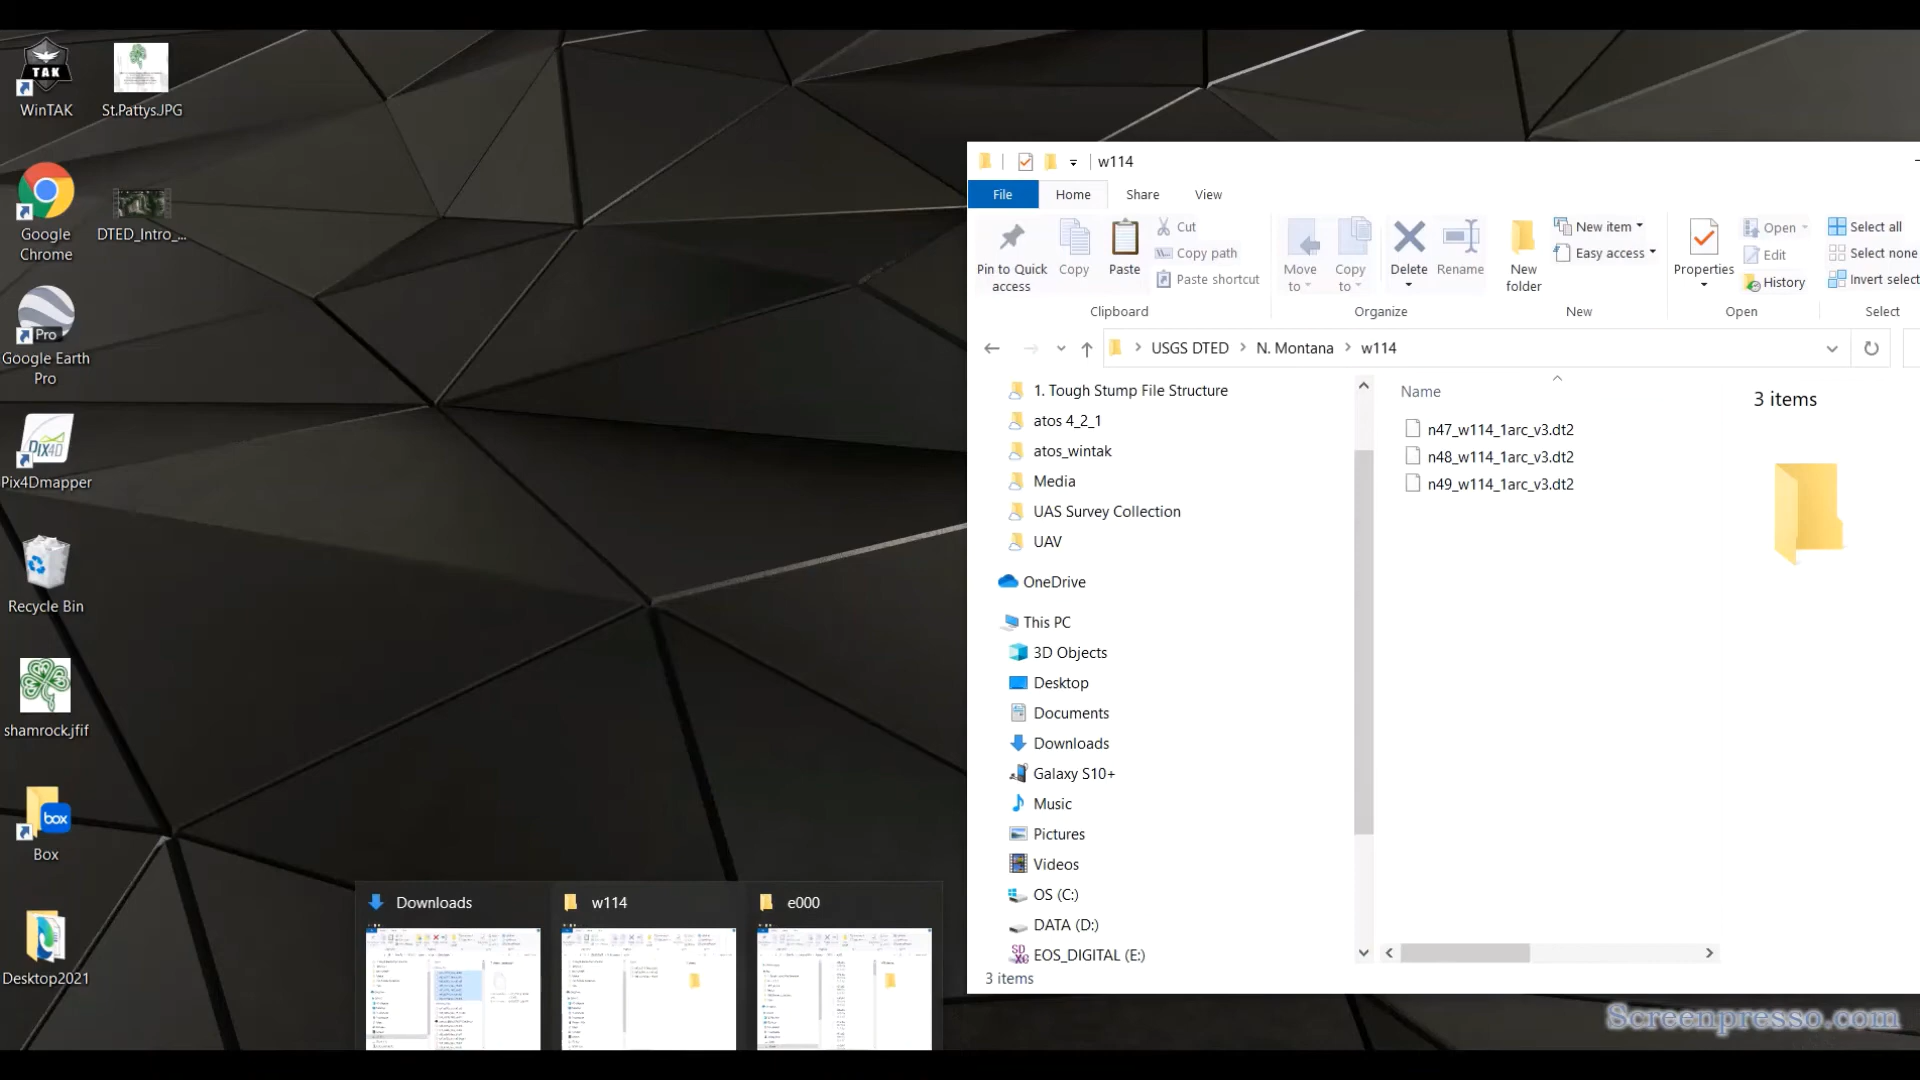 TAK
WinTAK
St.Pattys.JPG
Google
Chrome
DTED_Intro_...
Pro
Google Earth
Pro
PIX4D
Pix4Dmapper
Recycle Bin
shamrock.jfif
box
Box
Desktop2021
w114
File
Home
Share
View
Pin to Quick
access
Copy
Paste
Cut
Copy path
Paste shortcut
Clipboard
Move
to
Copy
to
Delete
Rename
Organize
New
folder
New item
Easy access
New
Properties
Open
Edit
History
Open
Select all
Select none
Invert select
Select
USGS DTED
N. Montana
w114
1. Tough Stump File Structure
atos 4_2_1
atos_wintak
Media
UAS Survey Collection
UAV
OneDrive
This PC
3D Objects
Desktop
Documents
Downloads
Galaxy S10+
Music
Pictures
Videos
OS (C:)
DATA (D:)
EOS_DIGITAL (E:)
Name
n47_w114_1arc_v3.dt2
n48_w114_1arc_v3.dt2
n49_w114_1arc_v3.dt2
3 items
3 items
Downloads
w114
e000
Screenpresso.com